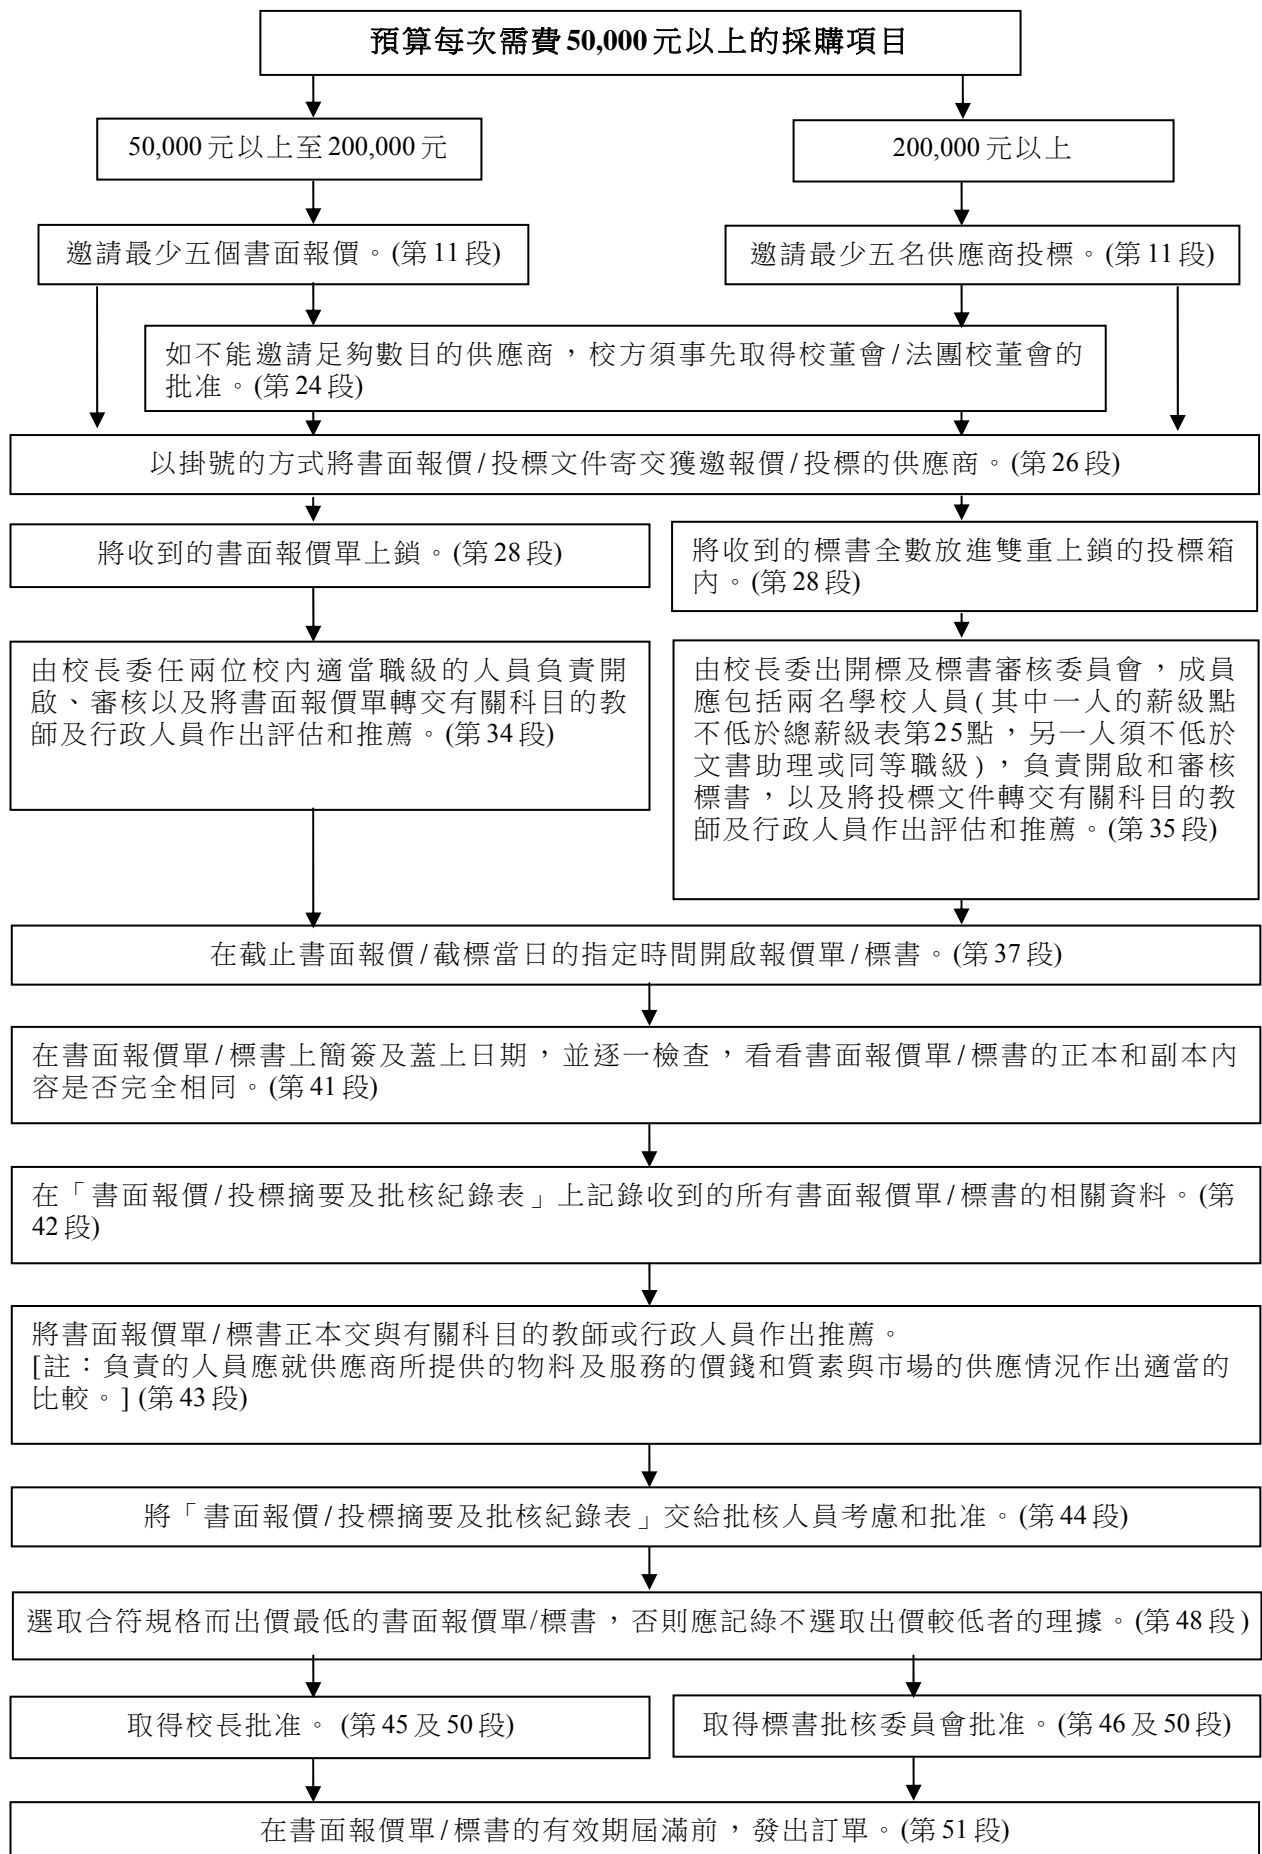 預算每次需費50,000元以上的採購項目
50,000元以上至200,000元
200,000元以上
邀請最少五個書面報價。(第11段)
邀請最少五名供應商投標。(第11段)
如不能邀請足夠數目的供應商，校方須事先取得校董會/法團校董會的
批准。(第24段)
以掛號的方式將書面報價/投標文件寄交獲邀報價/投標的供應商。(第26段)
將收到的書面報價單上鎖。(第28段)
將收到的標書全數放進雙重上鎖的投標箱
內。(第28段)
由校長委任兩位校內適當職級的人員負責開
啟、審核以及將書面報價單轉交有關科目的教
師及行政人員作出評估和推薦。(第34段)
由校長委出開標及標書審核委員會，成員
應包括兩名學校人員(其中一人的薪級點
不低於總薪級表第25點，另一人須不低於
文書助理或同等職級)，負責開啟和審核
標書，以及將投標文件轉交有關科目的教
師及行政人員作出評估和推薦。(第35段)
在截止書面報價/截標當日的指定時間開啟報價單/標書。(第37段)
在書面報價單/標書上簡簽及蓋上日期，並逐一檢查，看看書面報價單/標書的正本和副本內
容是否完全相同。(第41段)
在「書面報價/投標摘要及批核紀錄表」上記錄收到的所有書面報價單/標書的相關資料。(第
42段)
將書面報價單/標書正本交與有關科目的教師或行政人員作出推薦。
[註：負責的人員應就供應商所提供的物料及服務的價錢和質素與市場的供應情況作出適當的
比較。] (第43段)
將「書面報價/投標摘要及批核紀錄表」交給批核人員考慮和批准。(第44段)
選取合符規格而出價最低的書面報價單/標書，否則應記錄不選取出價較低者的理據。(第48段)
取得校長批准。 (第45及50段)
取得標書批核委員會批准。(第46及50段)
在書面報價單/標書的有效期屆滿前，發出訂單。(第51段)